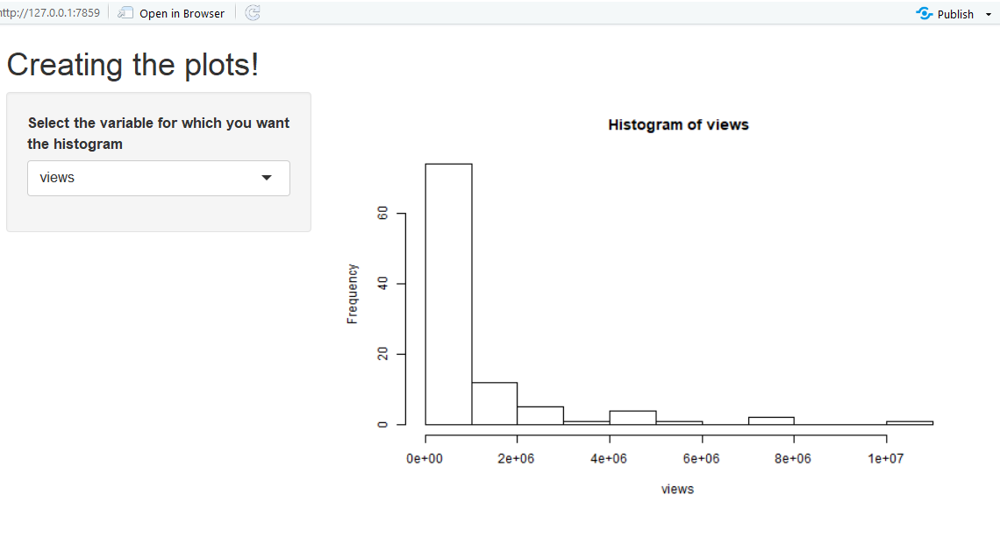 http://127.0.0.1:7859 Open in Browser Publish
Creating the plots!
Select the variable for which you want
the histogram
views
Histogram of views
Frequency
60
40
20
0
0e+00 2e+06 4e+06 6e+06 8e+06 1e+07
views